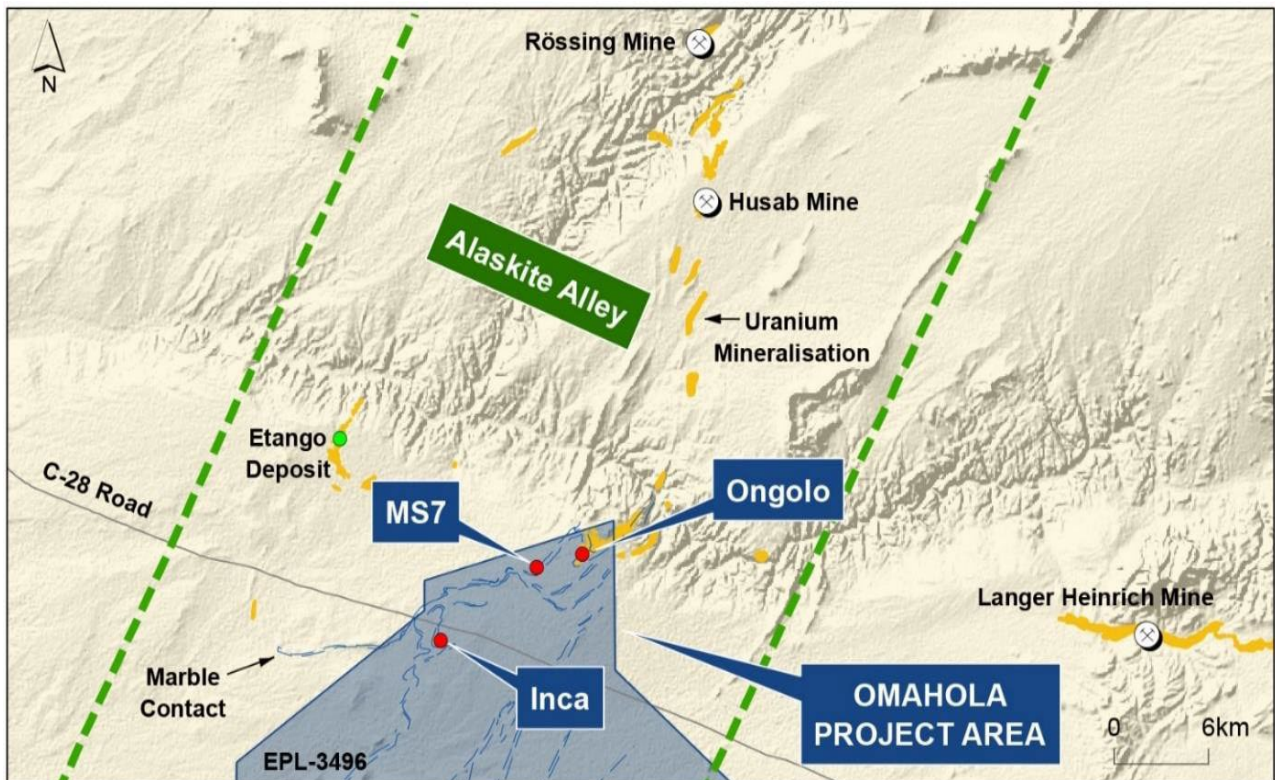 N
Rössing Mine
Husab Mine
Alaskite Alley
Uranium
Mineralisation
Etango
Deposit
C-28 Road
MS7
Ongolo
Langer Heinrich Mine
Marble
Contact
Inca
OMAHOLA
PROJECT AREA
0 6km
EPL-3496